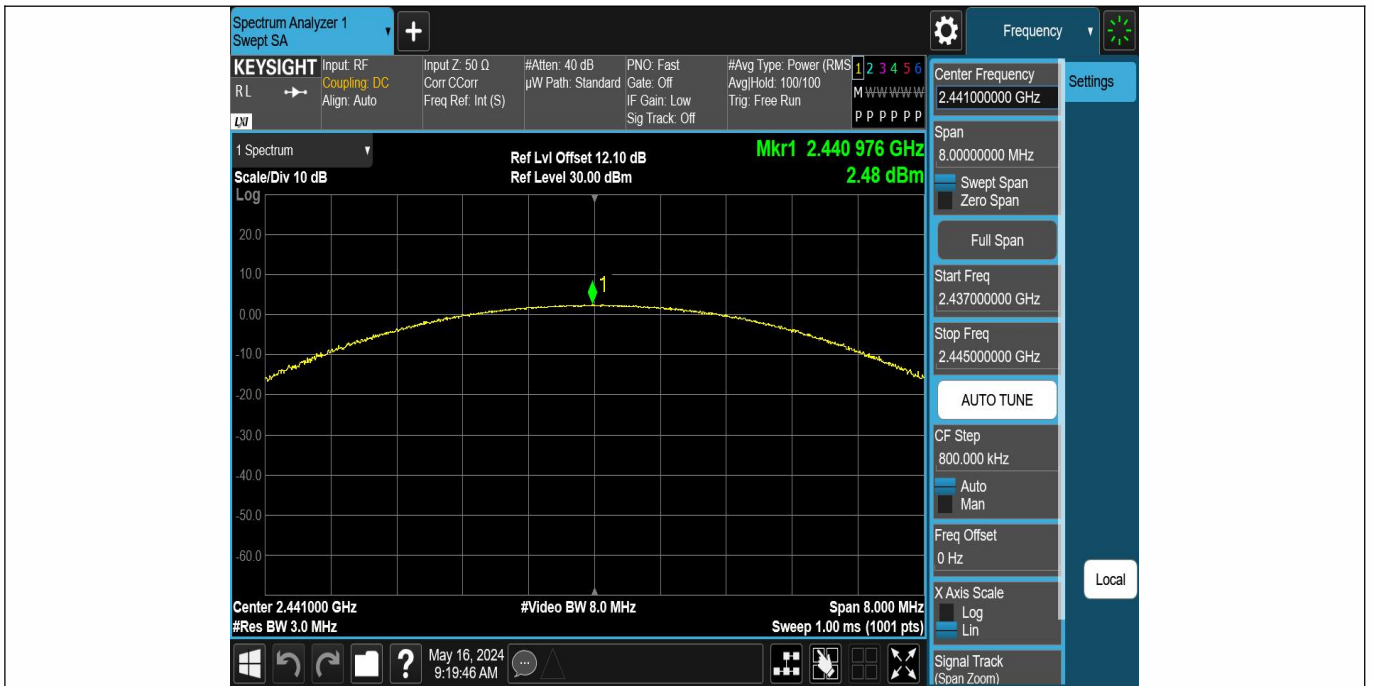 Spectrum Analyzer 1
Swept SA
+
Frequency
KEYSIGHT
RL
LXI
Input: RF
Coupling: DC
Align: Auto
Input Z: 50 Ω
Corr CCorr
Freq Ref: Int (S)
#Atten: 40 dB
µW Path: Standard
PNO: Fast
Gate: Off
IF Gain: Low
Sig Track: Off
#Avg Type: Power (RMS
Avg|Hold: 100/100
Trig: Free Run
1 2 3 4 5 6
M W W W W W
P P P P P P
1 Spectrum
Scale/Div 10 dB
Log
Ref Lvl Offset 12.10 dB
Ref Level 30.00 dBm
Mkr1 2.440 976 GHz
2.48 dBm
20.0
10.0
0.00
-10.0
-20.0
-30.0
-40.0
-50.0
-60.0
1
Center 2.441000 GHz
#Res BW 3.0 MHz
#Video BW 8.0 MHz
Span 8.000 MHz
Sweep 1.00 ms (1001 pts)
Center Frequency
2.441000000 GHz
Settings
Span
8.00000000 MHz
Swept Span
Zero Span
Full Span
Start Freq
2.437000000 GHz
Stop Freq
2.445000000 GHz
AUTO TUNE
CF Step
800.000 kHz
Auto
Man
Freq Offset
0 Hz
X Axis Scale
Log
Lin
Local
Signal Track
(Span Zoom)
?
May 16, 2024
9:19:46 AM